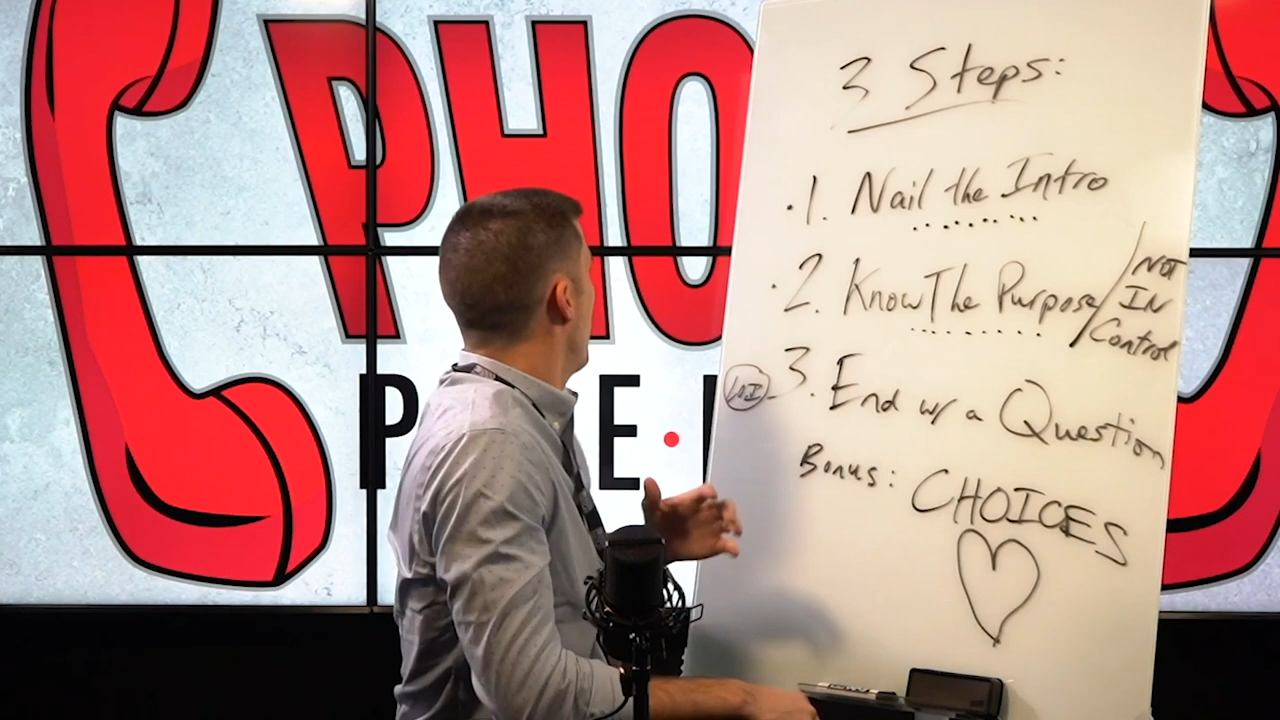 PHO
P E
3 Steps:
1. Nail the Intro
2. Know The Purpose/ NOT
IN
Control
3. End w/ a Question
Bonus: CHOICES